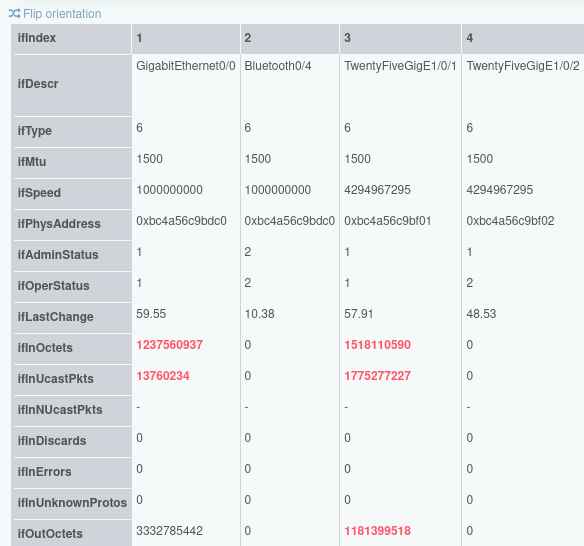 Flip orientation
ifIndex 1 2 3 4
ifDescr GigabitEthernet0/0 Bluetooth0/4 TwentyFiveGigE1/0/1 TwentyFiveGigE1/0/2
ifType 6 6 6 6
ifMtu 1500 1500 1500 1500
ifSpeed 1000000000 1000000000 4294967295 4294967295
ifPhysAddress 0xbc4a56c9bdc0 0xbc4a56c9bdc0 0xbc4a56c9bf01 0xbc4a56c9bf02
ifAdminStatus 1 2 1 1
ifOperStatus 1 2 1 2
ifLastChange 59.55 10.38 57.91 48.53
ifInOctets 1237560937 0 1518110590 0
ifInUcastPkts 13760234 0 1775277227 0
ifInNUcastPkts - - - -
ifInDiscards 0 0 0 0
ifInErrors 0 0 0 0
ifInUnknownProtos 0 0 0 0
ifOutOctets 3332785442 0 1181399518 0